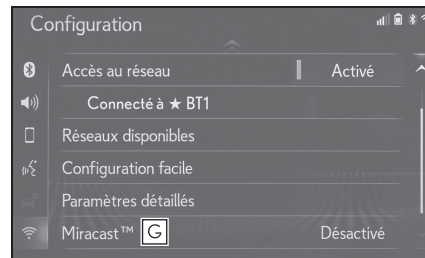 Configuration
Accès au réseau Activé
Connecté à ★ BT1
Réseaux disponibles
Configuration facile
Paramètres détaillés
Miracast™ G Désactivé